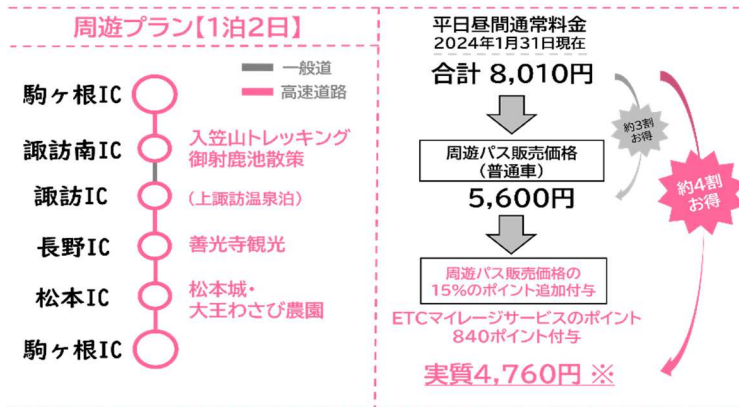 周遊プラン【1泊2日】
一般道
高速道路
駒ヶ根IC
諏訪南IC
入笠山トレッキング
御射鹿池散策
諏訪IC
(上諏訪温泉泊)
長野IC
善光寺観光
松本IC
松本城・
大王わさび農園
駒ヶ根IC
平日昼間通常料金
2024年1月31日現在
合計 8,010円
約3割
お得
周遊パス販売価格
(普通車)
5,600円
約4割
お得
周遊パス販売価格の
15%のポイント追加付与
ETCマイレージサービスのポイント
840ポイント付与
実質4,760円 ※